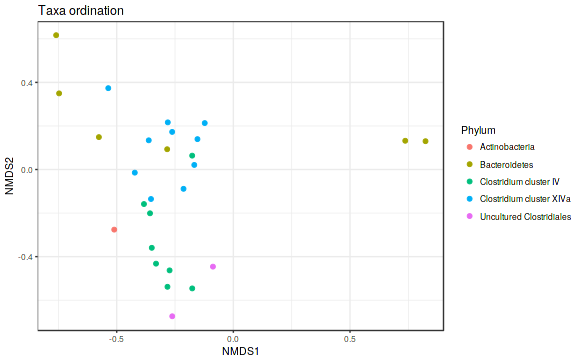 Taxa ordination
NMDS2
0.4
0.0
-0.4
-0.5
0.0
0.5
NMDS1
Phylum
Actinobacteria
Bacteroidetes
Clostridium cluster IV
Clostridium cluster XIVa
Uncultured Clostridiales